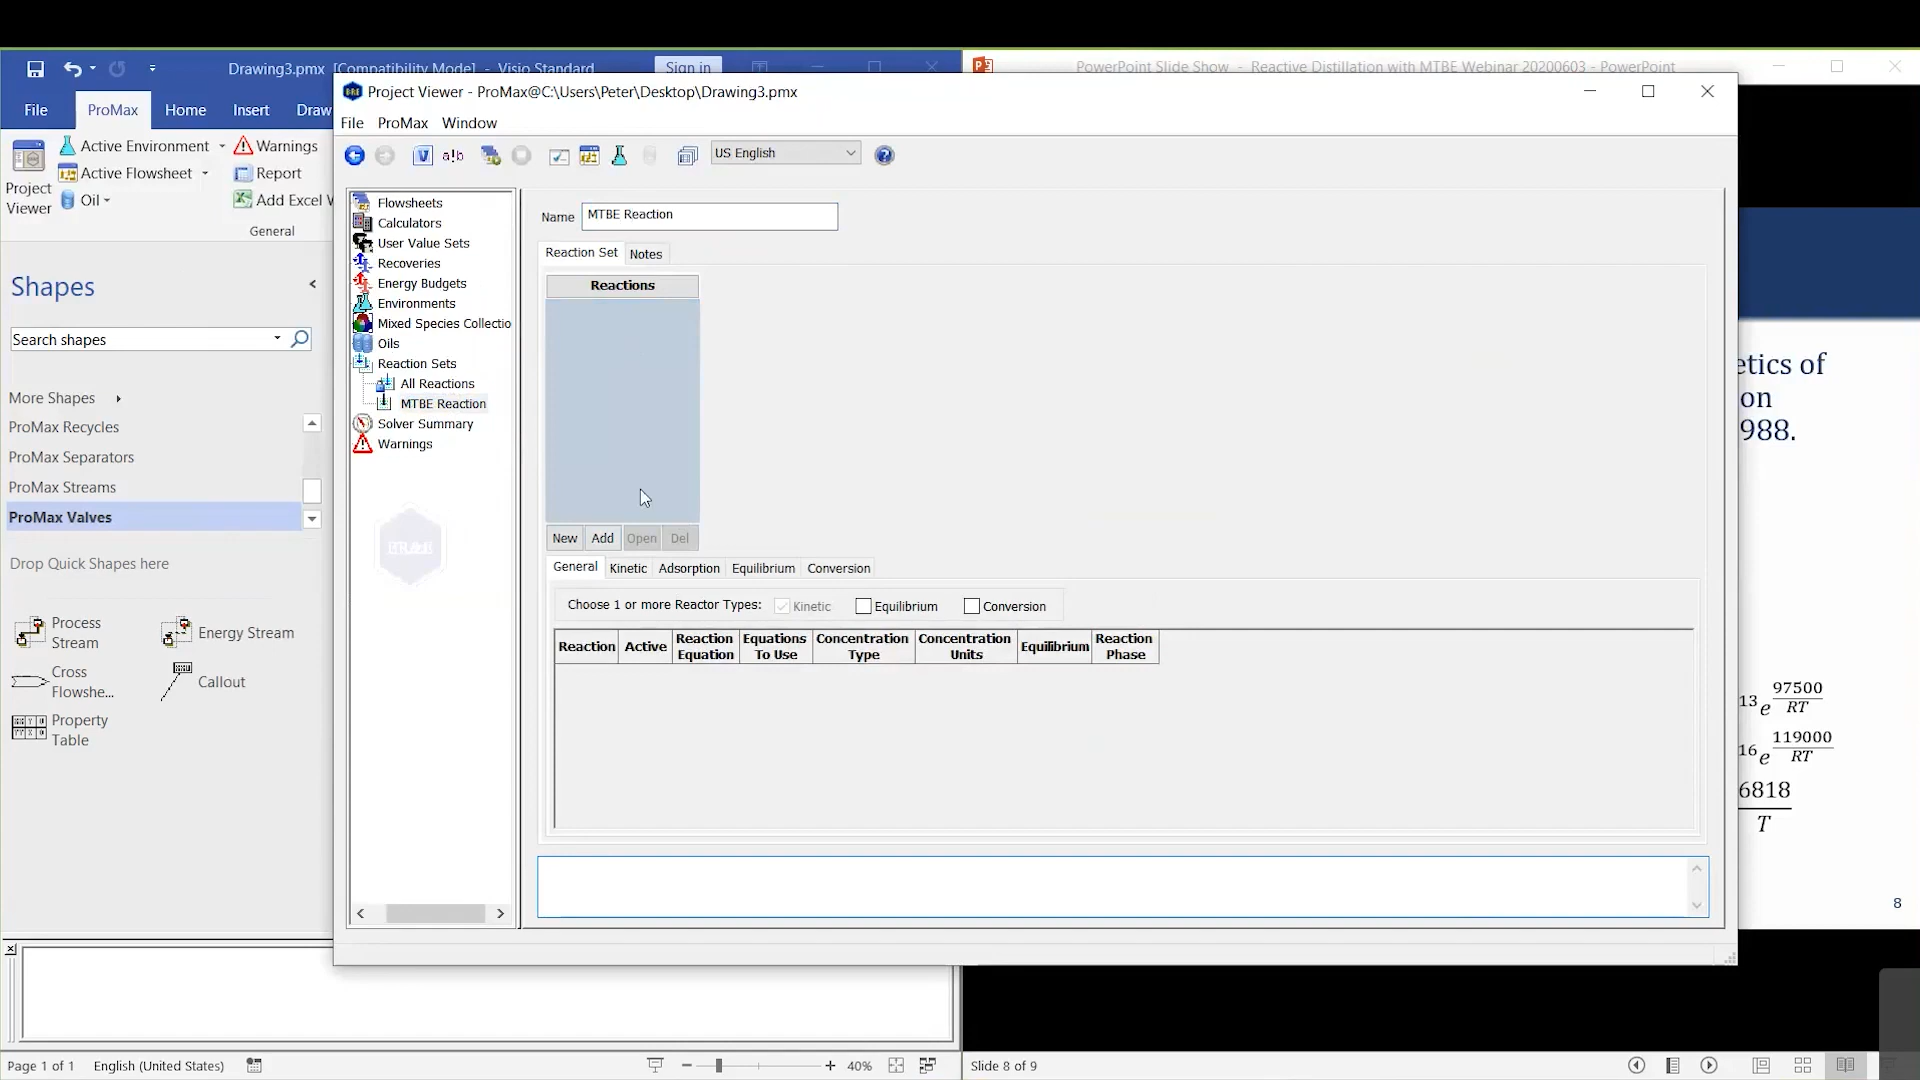 Drawing3.pmx [Compatibility Mode] - Visio Standard
Sign in
PowerPoint Slide Show - Reactive Distillation with MTBE Webinar 20200603 - PowerPoint
Project Viewer - ProMax@C:\Users\Peter\Desktop\Drawing3.pmx
File ProMax Home Insert Draw
File ProMax Window
Active Environment
Warnings
Active Flowsheet
Report
Project
Viewer
Oil
Add Excel
General
US English
Shapes
Search shapes
More Shapes
ProMax Recycles
ProMax Separators
ProMax Streams
ProMax Valves
Drop Quick Shapes here
Process
Stream
Energy Stream
Cross
Flowshe...
Callout
Property
Table
Flowsheets
Calculators
User Value Sets
Recoveries
Energy Budgets
Environments
Mixed Species Collectio
Oils
Reaction Sets
All Reactions
MTBE Reaction
Solver Summary
Warnings
BR&E
Name MTBE Reaction
Reaction Set Notes
Reactions
New Add Open Del
General Kinetic Adsorption Equilibrium Conversion
Choose 1 or more Reactor Types: Kinetic Equilibrium Conversion
Reaction Active Reaction Equation Equations To Use Concentration Type Concentration Units Equilibrium Reaction Phase
etics of
on
988.
13 e 97500/RT
16 e 119000/RT
6818
T
8
Page 1 of 1 English (United States) 40% Slide 8 of 9